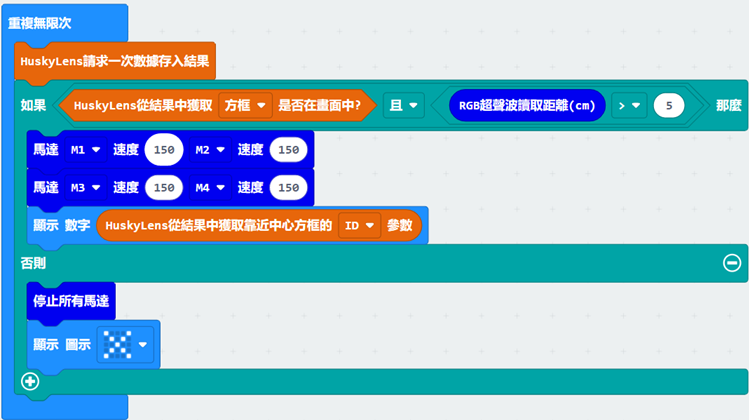 重複無限次
HuskyLens請求一次數據存入結果
如果 HuskyLens從結果中獲取 方框 是否在畫面中? 且 RGB超聲波讀取距離(cm) > 5 那麼
馬達 M1 速度 150 M2 速度 150
馬達 M3 速度 150 M4 速度 150
顯示 數字 HuskyLens從結果中獲取靠近中心方框的 ID 參數
否則
停止所有馬達
顯示 圖示